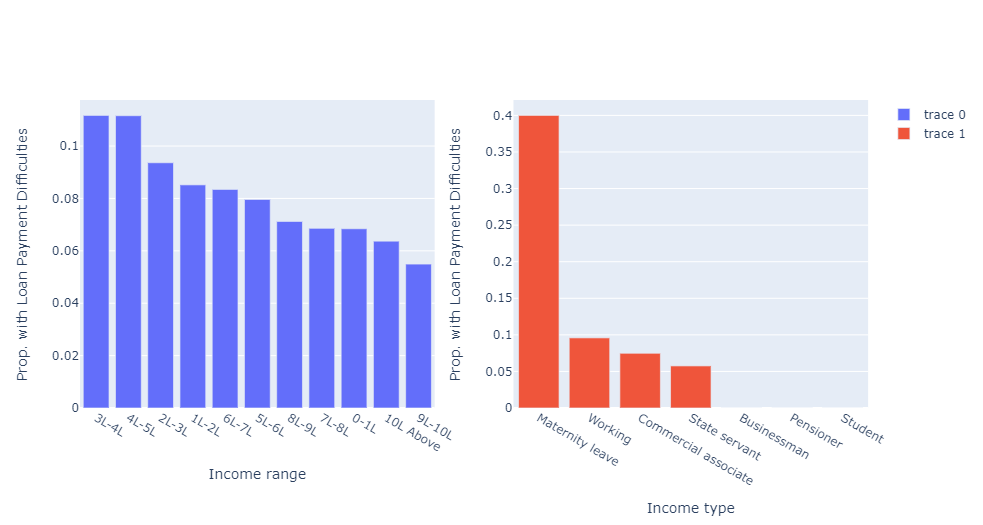 Prop. with Loan Payment Difficulties
0.1
0.08
0.06
0.04
0.02
0
3L-4L
4L-5L
2L-3L
1L-2L
6L-7L
5L-6L
8L-9L
7L-8L
0-1L
10L Above
9L-10L
Income range
Prop. with Loan Payment Difficulties
0.4
0.35
0.3
0.25
0.2
0.15
0.1
0.05
0
Maternity leave
Working
Commercial associate
State servant
Businessman
Pensioner
Student
Income type
trace 0
trace 1